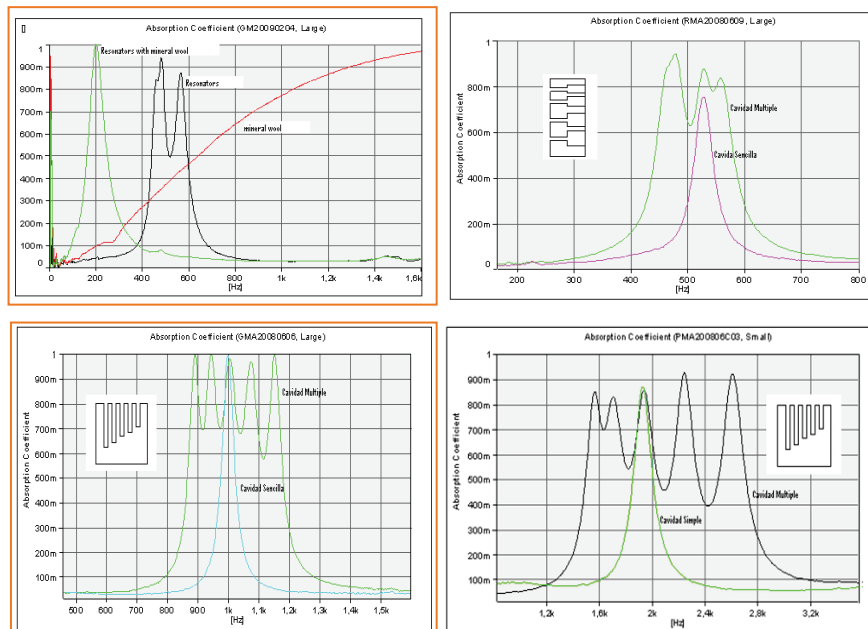 Absorption Coefficient (GM20090204, Large)
1
900m
800m
700m
600m
500m
400m
300m
200m
100m
0
Absorption Coefficient
Resonators with mineral wool
Resonators
mineral wool
0 200 400 600 800 1k 1,2k 1,4k 1,6k
[Hz]
Absorption Coefficient (RMA20080609, Large)
1
800m
600m
400m
200m
0
Absorption Coefficient
Cavidad Multiple
Cavida Sencilla
200 300 400 500 600 700 800
[Hz]
Absorption Coefficient (GMA20080606, Large)
1
900m
800m
700m
600m
500m
400m
300m
200m
100m
Absorption Coefficient
Cavidad Multiple
Cavidad Sencilla
500 600 700 800 900 1k 1,1k 1,2k 1,3k 1,4k 1,5k
[Hz]
Absorption Coefficient (PMA200806C03, Small)
1
900m
800m
700m
600m
500m
400m
300m
200m
100m
Absorption Coefficient
Cavidad Multiple
Cavidad Simple
1,2k 1,6k 2k 2,4k 2,8k 3,2k
[Hz]